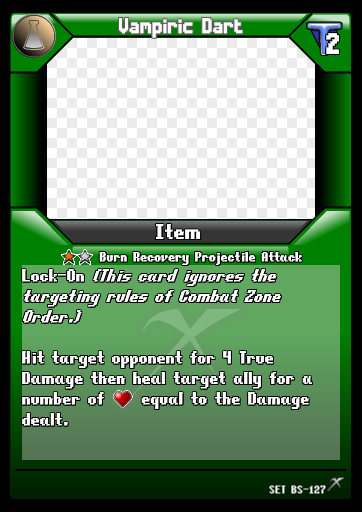 Vampiric Dart
T2
Item
Burn Recovery Projectile Attack
Lock-On (This card ignores the
targeting rules of Combat Zone
Order.)
Hit target opponent for 4 True
Damage then heal target ally for a
number of equal to the Damage
dealt.
SET BS-127